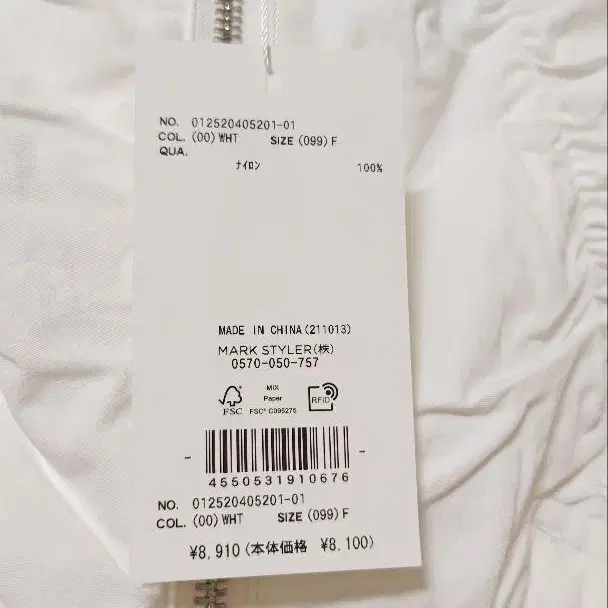 NO. 012520405201-01
COL. (00) WHT SIZE (099) F
QUA.
ﾅｲﾛﾝ 100%
MADE IN CHINA (211013)
MARK STYLER(株)
0570-050-757
FSC
MIX
Paper
FSC® C095275
RFID
4550531910676
NO. 012520405201-01
COL. (00) WHT SIZE (099) F
¥8,910 (本体価格 ¥8,100)